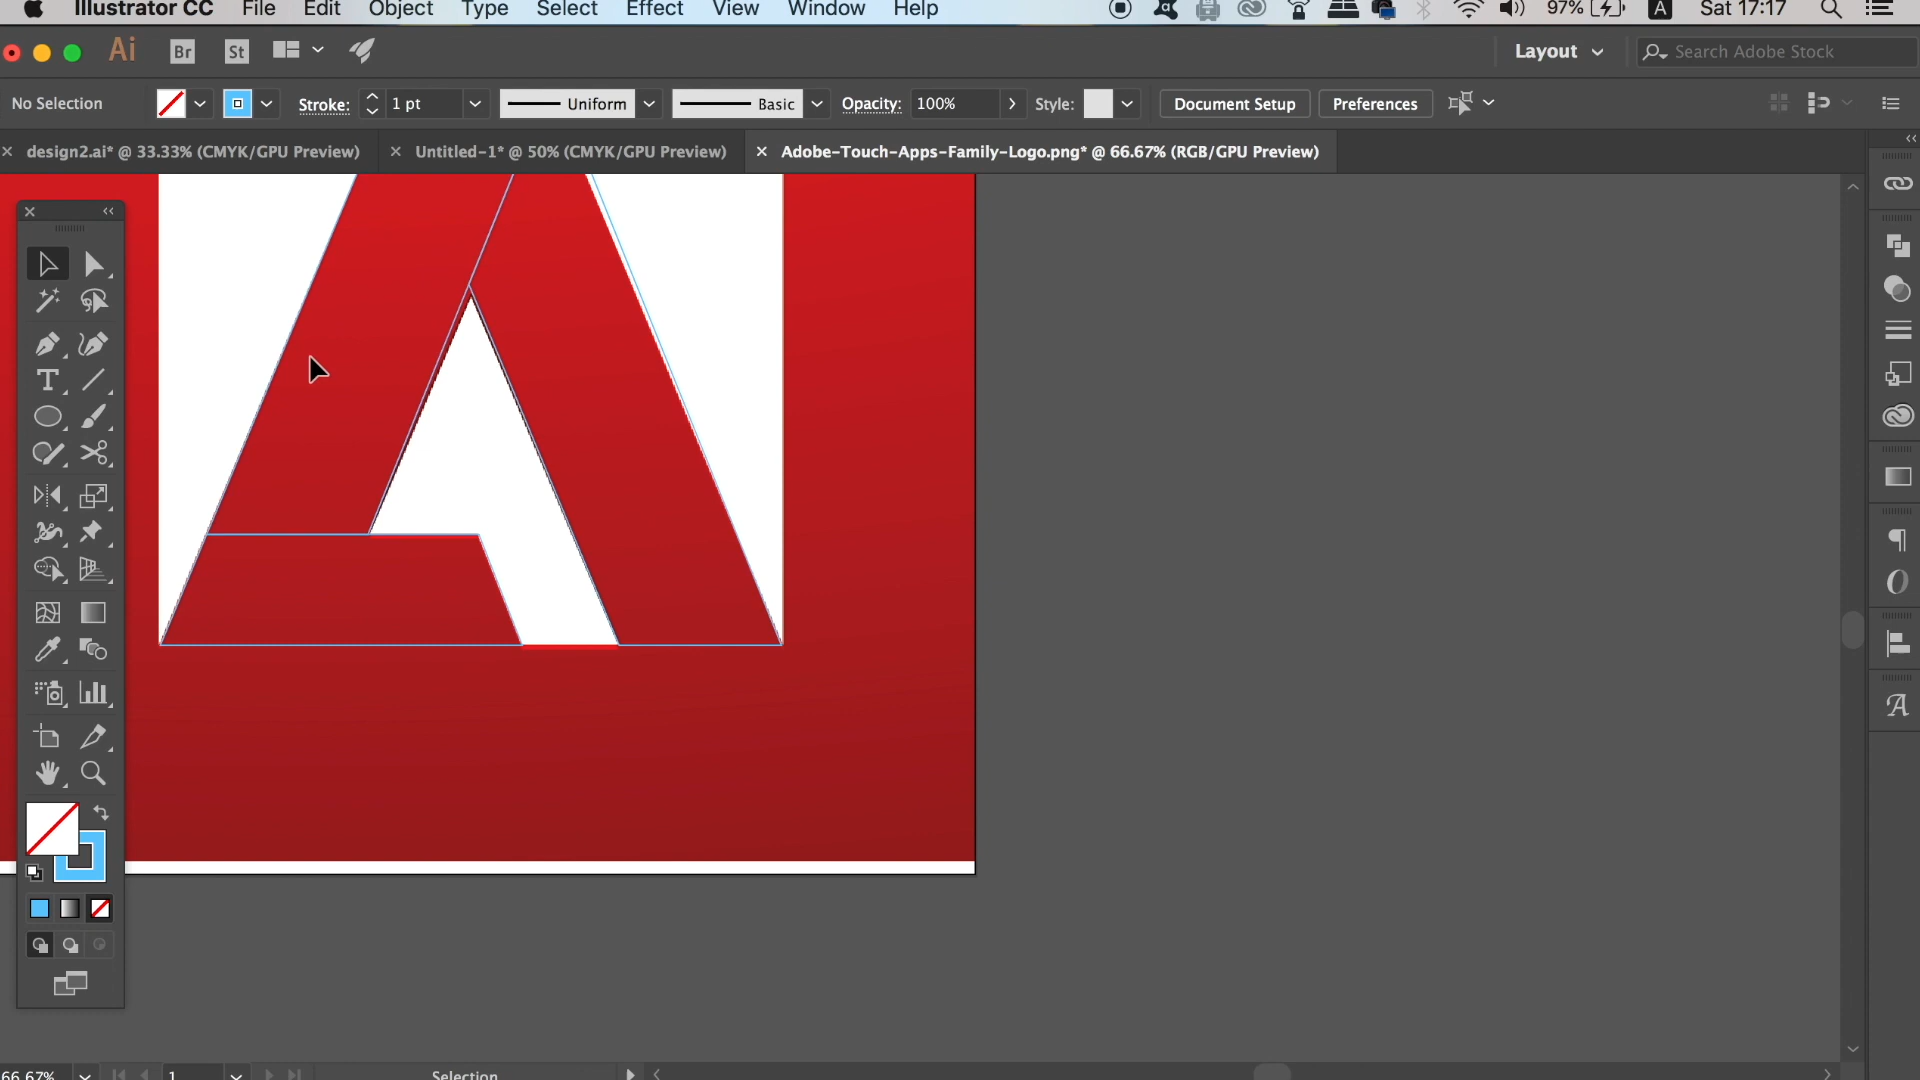 Illustrator CC File Edit Object Type Select Effect View Window Help 97% A Sat 17:17
Ai Br St Layout Search Adobe Stock
No Selection Stroke: 1 pt Uniform Basic Opacity: 100% Style: Document Setup Preferences
design2.ai* @ 33.33% (CMYK/GPU Preview) Untitled-1* @ 50% (CMYK/GPU Preview) Adobe-Touch-Apps-Family-Logo.png* @ 66.67% (RGB/GPU Preview)
66.67% 1 Selection